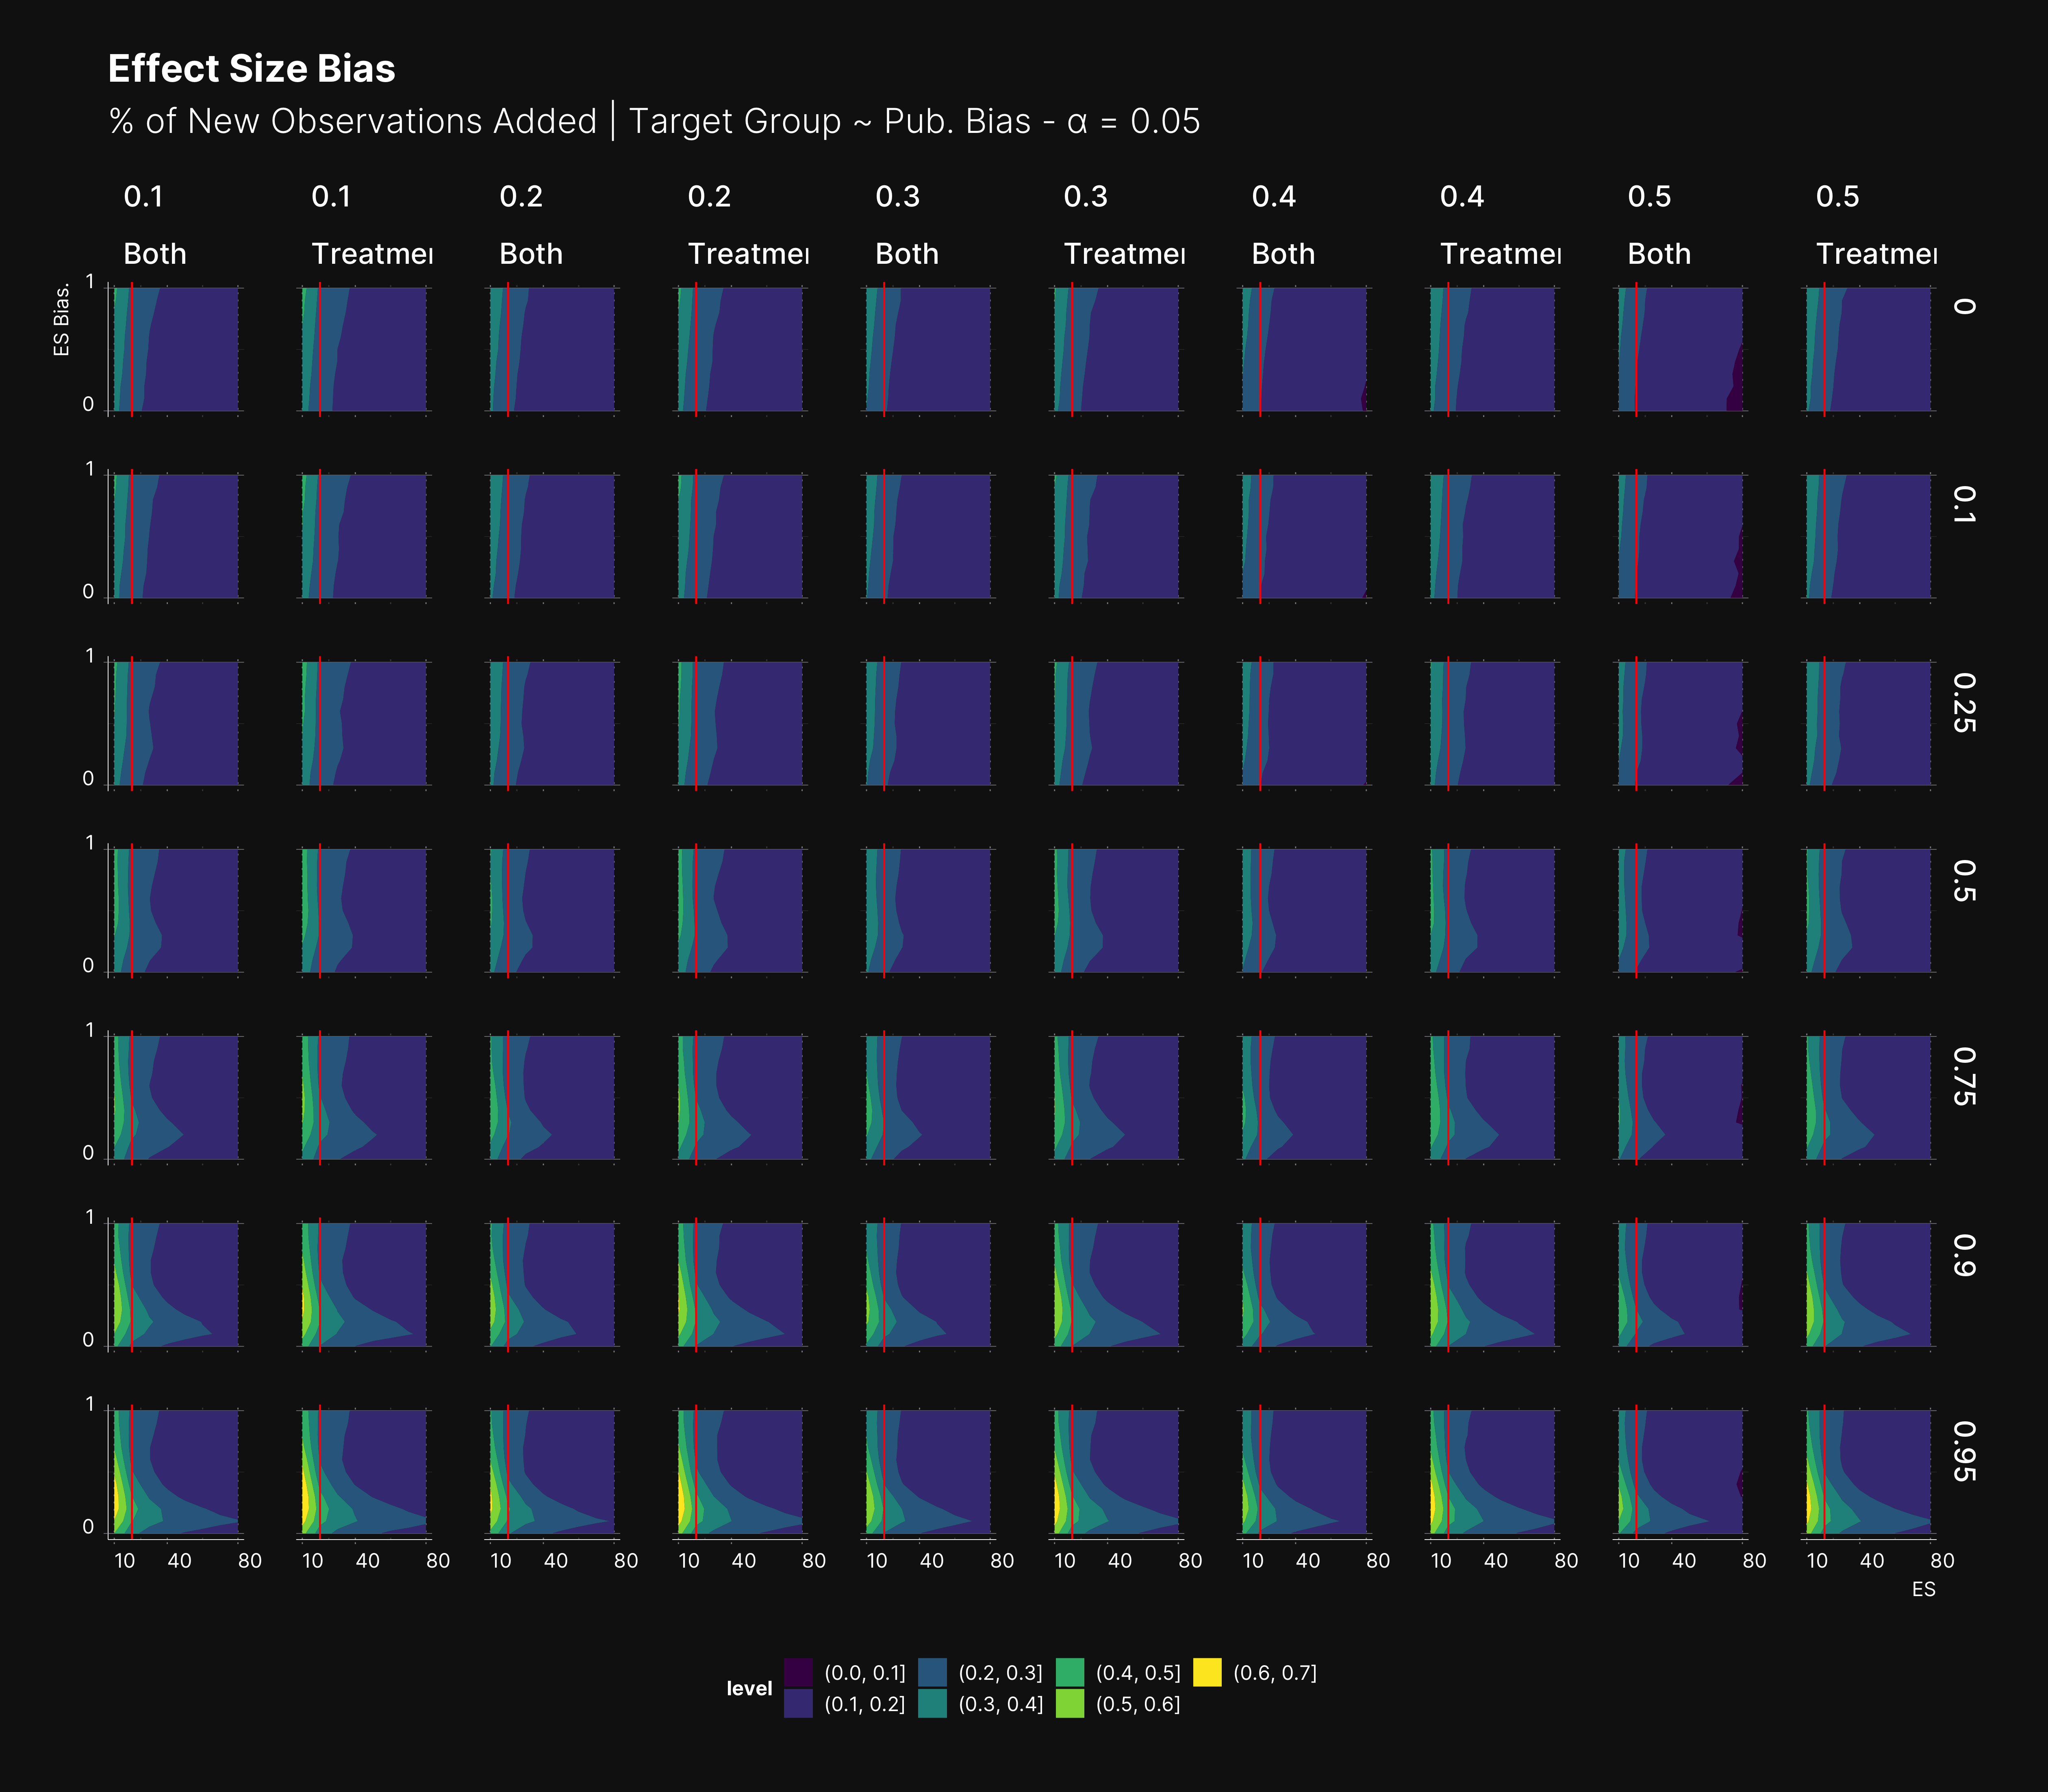 Effect Size Bias
% of New Observations Added | Target Group ~ Pub. Bias - α = 0.05
0.1 0.1 0.2 0.2 0.3 0.3 0.4 0.4 0.5 0.5
Both Treatmen Both Treatmen Both Treatmen Both Treatmen Both Treatmen
ES Bias.
1
0
0
1
0
0.1
1
0
0.25
1
0
0.5
1
0
0.75
1
0
0.9
1
0
0.95
10 40 80 10 40 80 10 40 80 10 40 80 10 40 80 10 40 80 10 40 80 10 40 80 10 40 80 10 40 80
ES
level
(0.0, 0.1] (0.2, 0.3] (0.4, 0.5] (0.6, 0.7]
(0.1, 0.2] (0.3, 0.4] (0.5, 0.6]